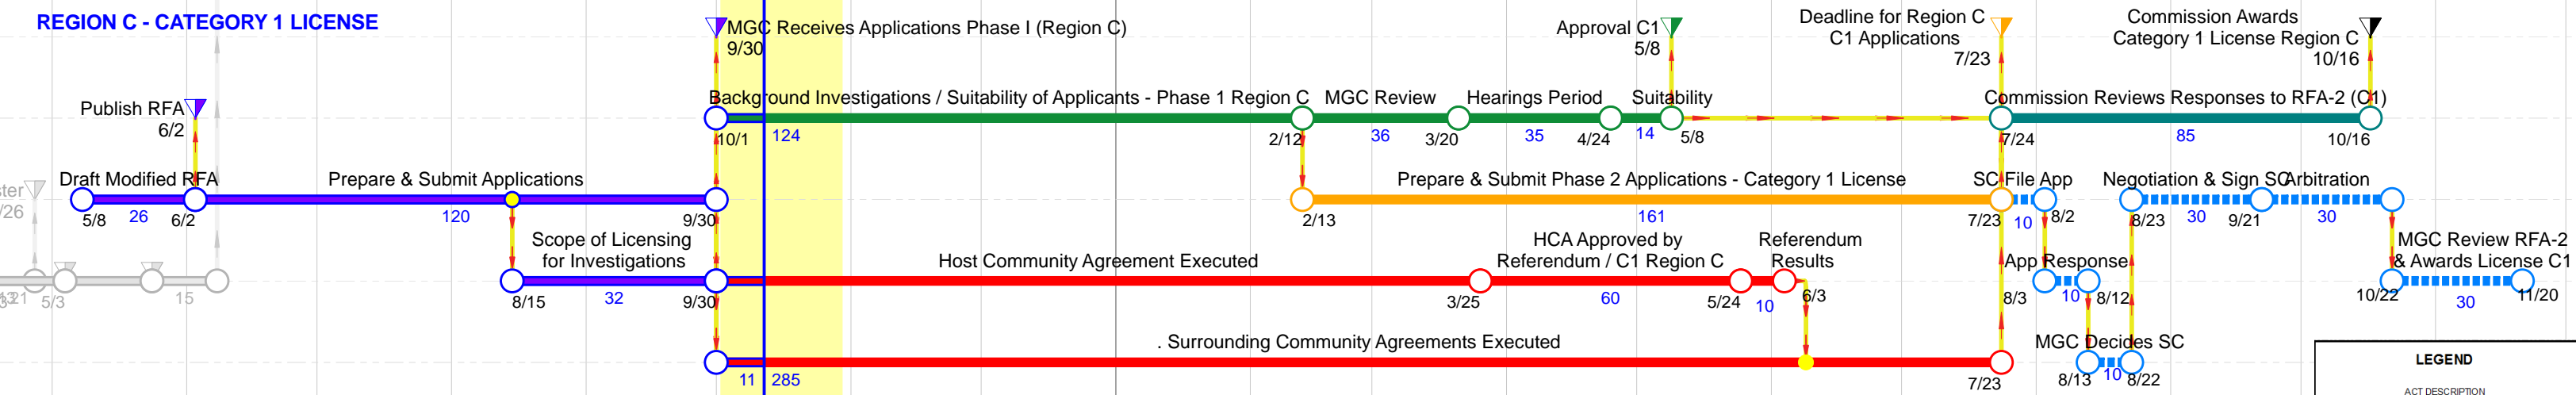 REGION C - CATEGORY 1 LICENSE
MGC Receives Applications Phase I (Region C)
9/30
Approval C1
5/8
Deadline for Region C
C1 Applications
7/23
Commission Awards
Category 1 License Region C
10/16
Publish RFA
6/2
Background Investigations / Suitability of Applicants - Phase 1 Region C
MGC Review
Hearings Period
Suitability
Commission Reviews Responses to RFA-2 (C1)
10/1
124
2/12
36
3/20
35
4/24
14
5/8
7/24
85
10/16
Draft Modified RFA
Prepare & Submit Applications
Prepare & Submit Phase 2 Applications - Category 1 License
SC File App
Negotiation & Sign SC
Arbitration
ster
/26
5/8
26
6/2
120
9/30
2/13
161
7/23
10
8/2
8/23
30
9/21
30
Scope of Licensing
for Investigations
Host Community Agreement Executed
HCA Approved by
Referendum / C1 Region C
Referendum
Results
App Response
MGC Review RFA-2
& Awards License C1
21
5/3
15
8/15
32
9/30
3/25
60
5/24
10
6/3
8/3
10
8/12
10/22
30
11/20
. Surrounding Community Agreements Executed
MGC Decides SC
11
285
7/23
8/13
10
8/22
LEGEND
ACT DESCRIPTION